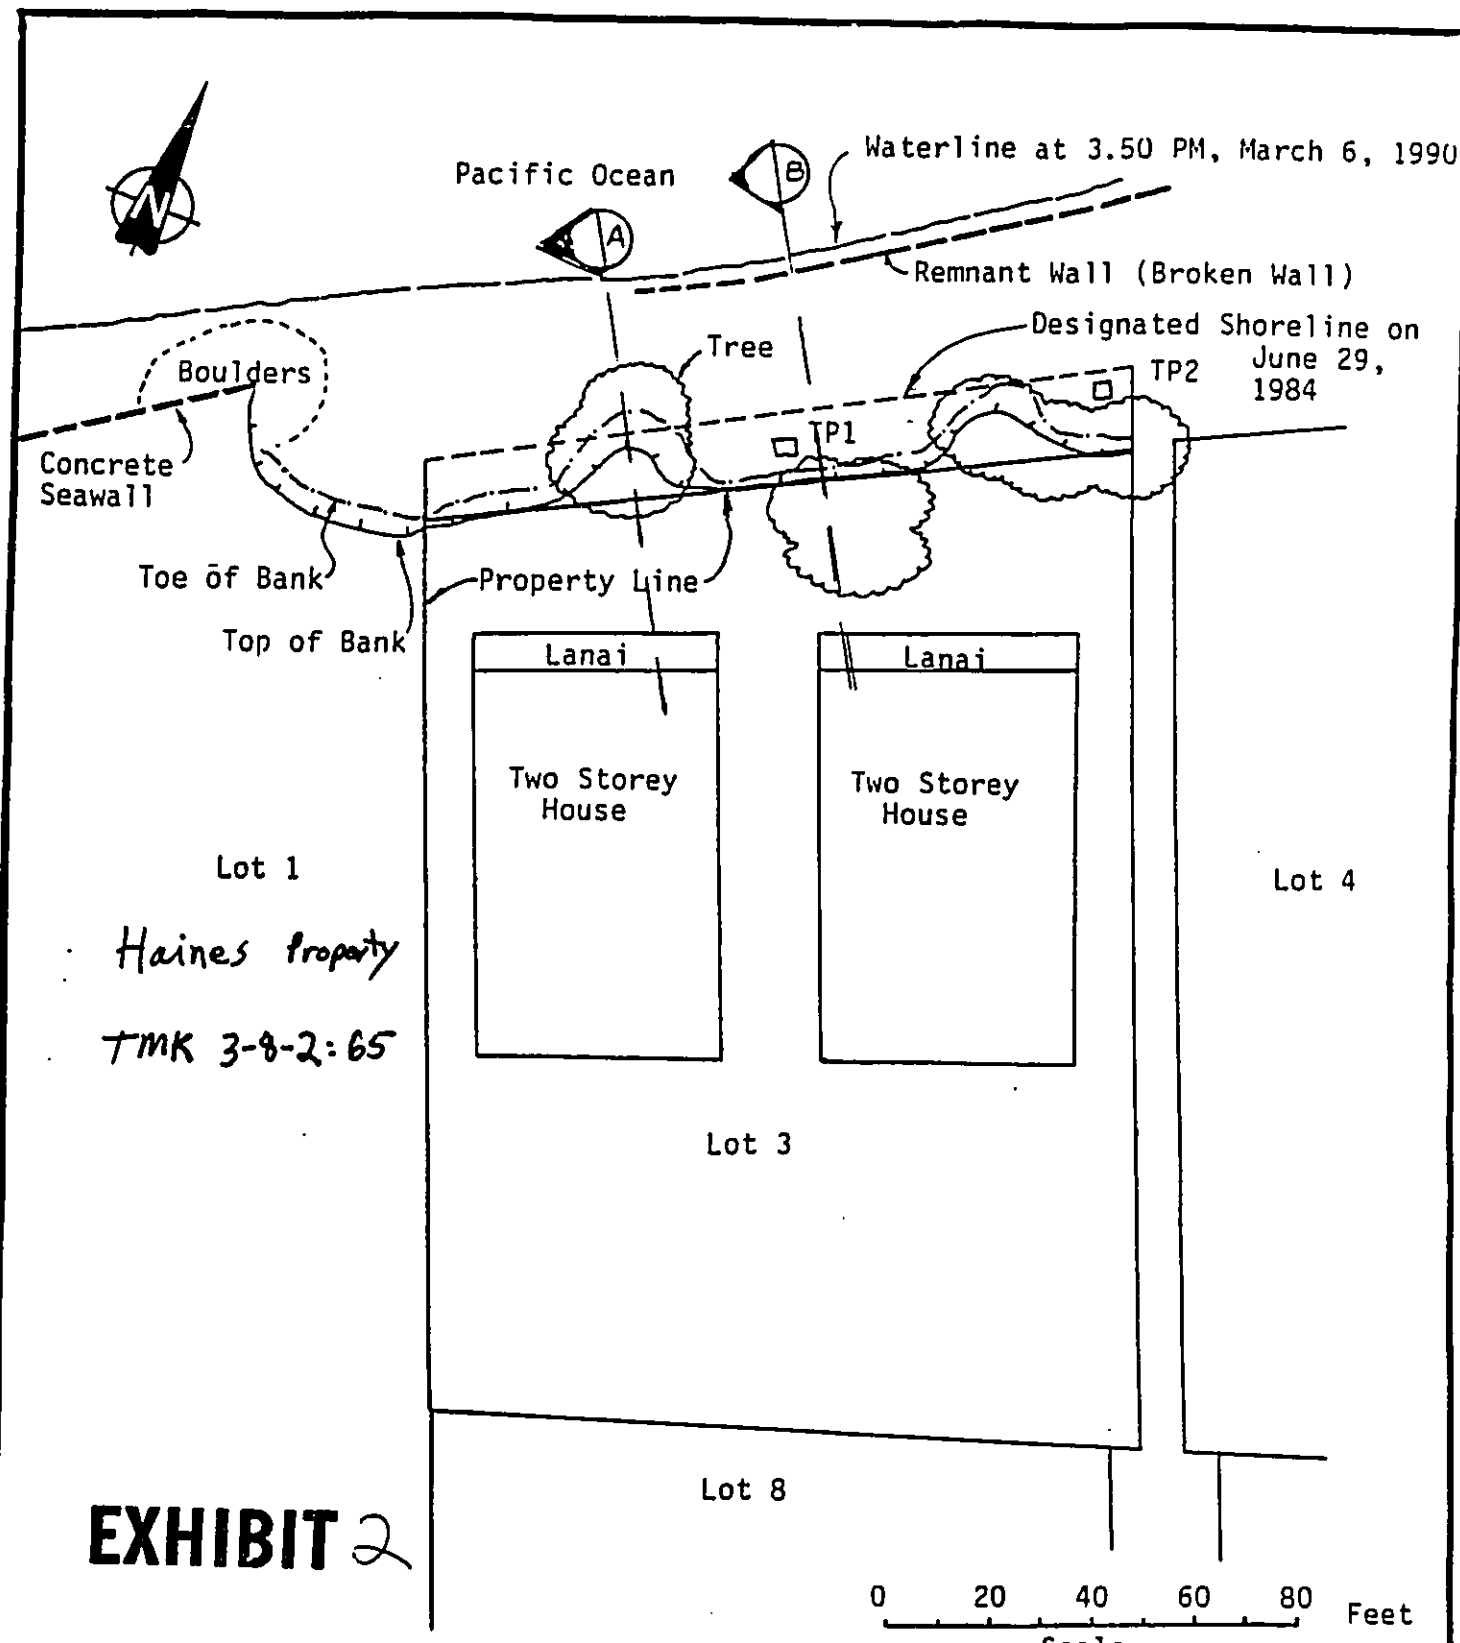 Waterline at 3.50 PM, March 6, 1990
Pacific Ocean
B
N
A
Remnant Wall (Broken Wall)
Designated Shoreline on
June 29,
1984
Tree
TP2
Boulders
TP1
Concrete
Seawall
Toe of Bank
Property Line
Top of Bank
Lanai
Lanai
Two Storey
House
Two Storey
House
Lot 1
Lot 4
Haines Property
TMK 3-8-2:65
Lot 3
Lot 8
EXHIBIT 2
0 20 40 60 80 Feet
Scale